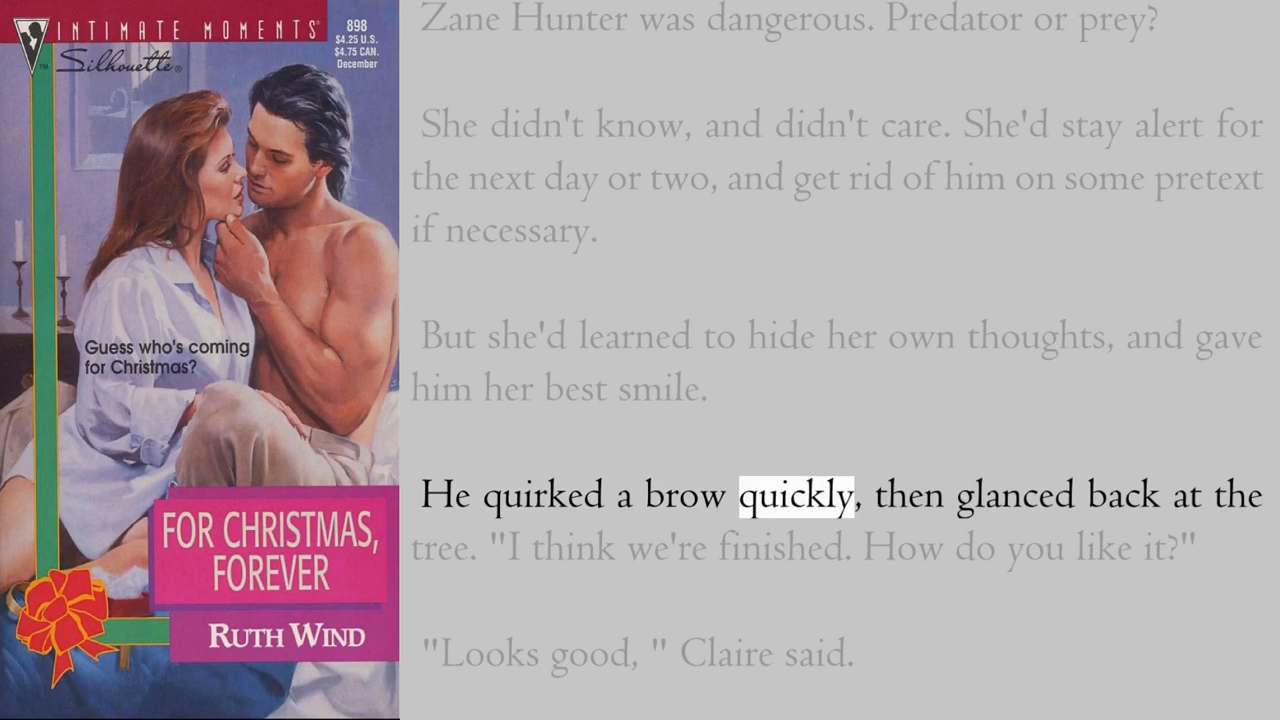 INTIMATE MOMENTS®
Silhouette®
TM
898
$4.25 U.S.
$4.75 CAN.
December
Guess who's coming
for Christmas?
FOR CHRISTMAS,
FOREVER
RUTH WIND
Zane Hunter was dangerous. Predator or prey?
She didn't know, and didn't care. She'd stay alert for
the next day or two, and get rid of him on some pretext
if necessary.
But she'd learned to hide her own thoughts, and gave
him her best smile.
He quirked a brow quickly, then glanced back at the
tree. "I think we're finished. How do you like it?"
"Looks good, " Claire said.